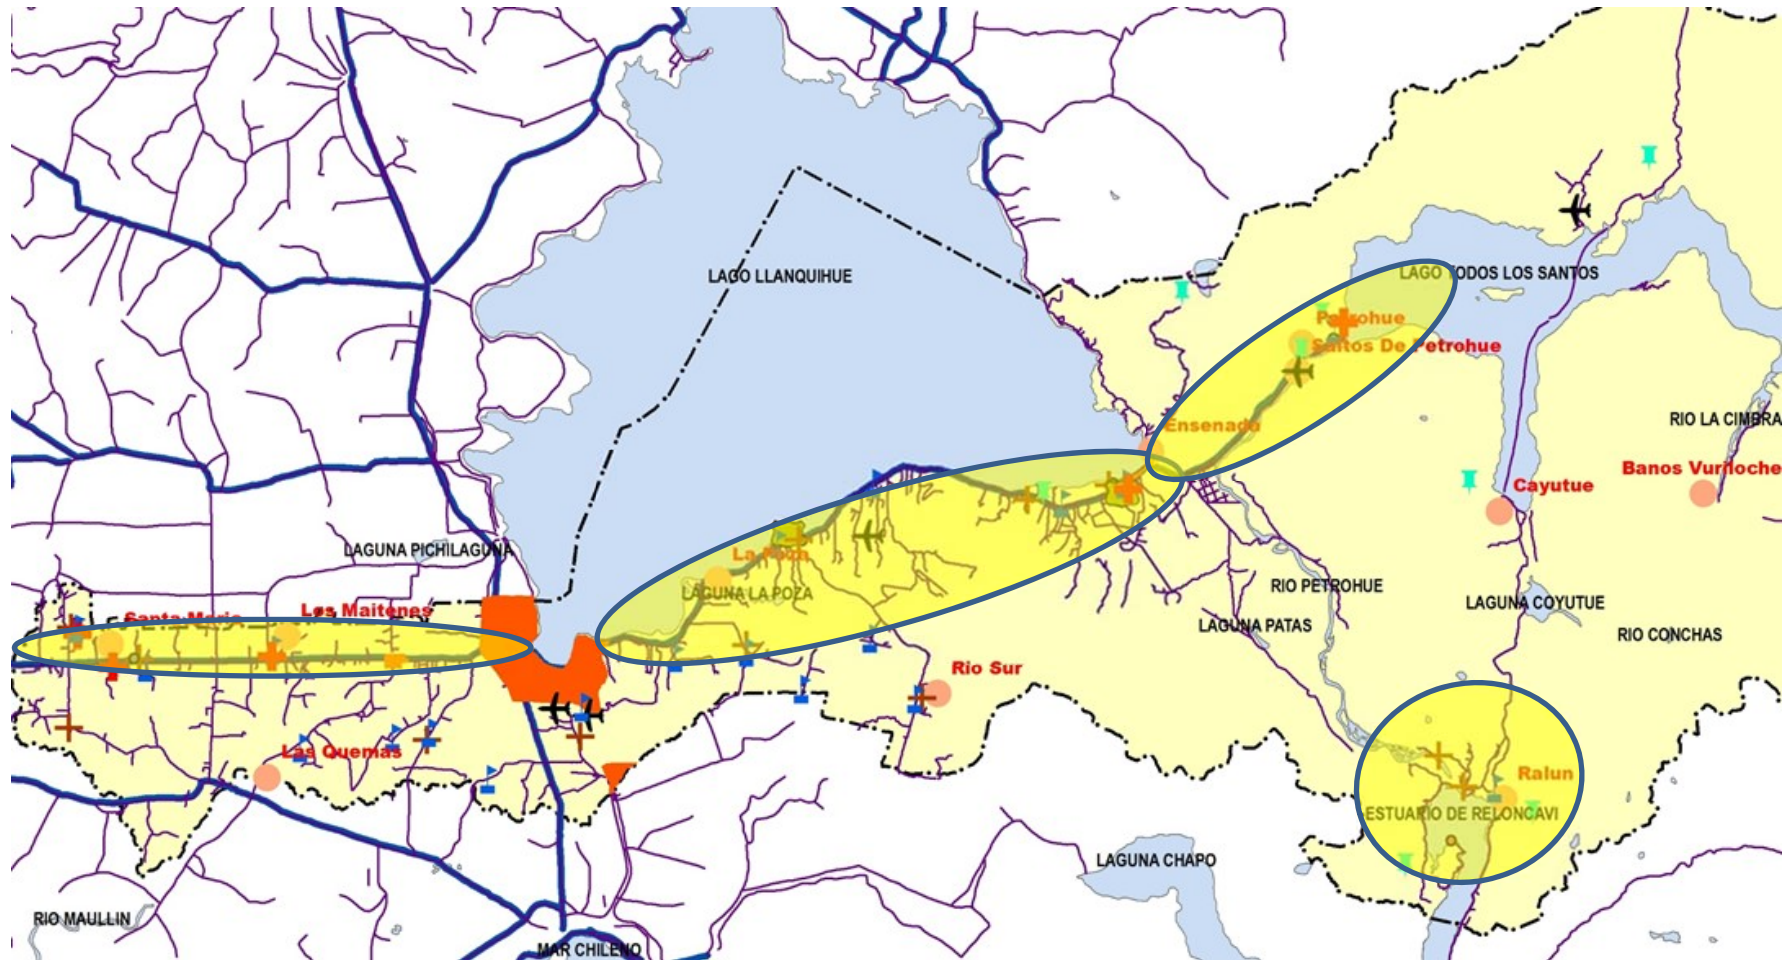 LAGO LLANQUIHUE
LAGO TODOS LOS SANTOS
Petrohue
Saltos De Petrohue
Ensenada
RIO LA CIMBRA
Banos Vuriloche
Cayutue
LAGUNA PICHILAGUNA
La Poza
LAGUNA LA POZA
RIO PETROHUE
LAGUNA COYUTUE
Santa Maria
Los Maitenes
LAGUNA PATAS
RIO CONCHAS
Rio Sur
Las Quemas
Ralun
ESTUARIO DE RELONCAVI
LAGUNA CHAPO
RIO MAULLIN
MAR CHILENO